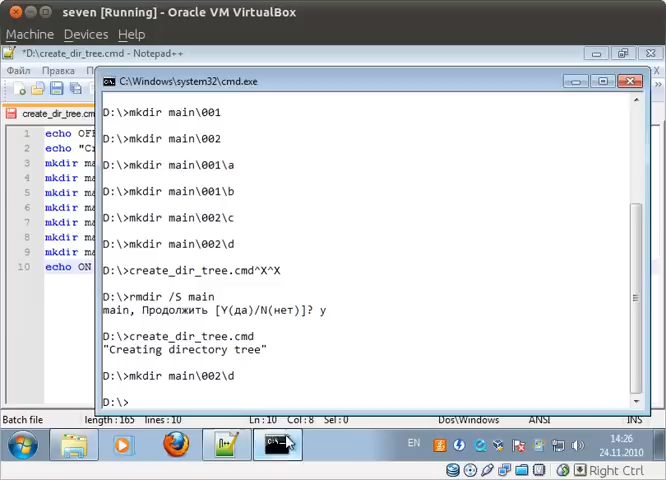 seven [Running] - Oracle VM VirtualBox
Machine Devices Help
*D:\create_dir_tree.cmd - Notepad++
Файл Правка
C:\Windows\system32\cmd.exe
create_dir_tree.cm
1 echo OF
2 echo
3 mkdir ma
4 mkdir ma
5 mkdir ma
6 mkdir ma
7 mkdir ma
8 mkdir ma
9 mkdir ma
10 echo ON
D:\>mkdir main\001
D:\>mkdir main\002
D:\>mkdir main\001\a
D:\>mkdir main\001\b
D:\>mkdir main\002\c
D:\>mkdir main\002\d
D:\>create_dir_tree.cmd^X^X
D:\>rmdir /S main
main, Продолжить [Y(да)/N(нет)]? y
D:\>create_dir_tree.cmd
"Creating directory tree"
D:\>mkdir main\002\d
D:\>
Batch file length:165 lines:10 Ln:10 Col:8 Sel:0 Dos\Windows ANSI INS
EN
14:26
24.11.2010
Right Ctrl